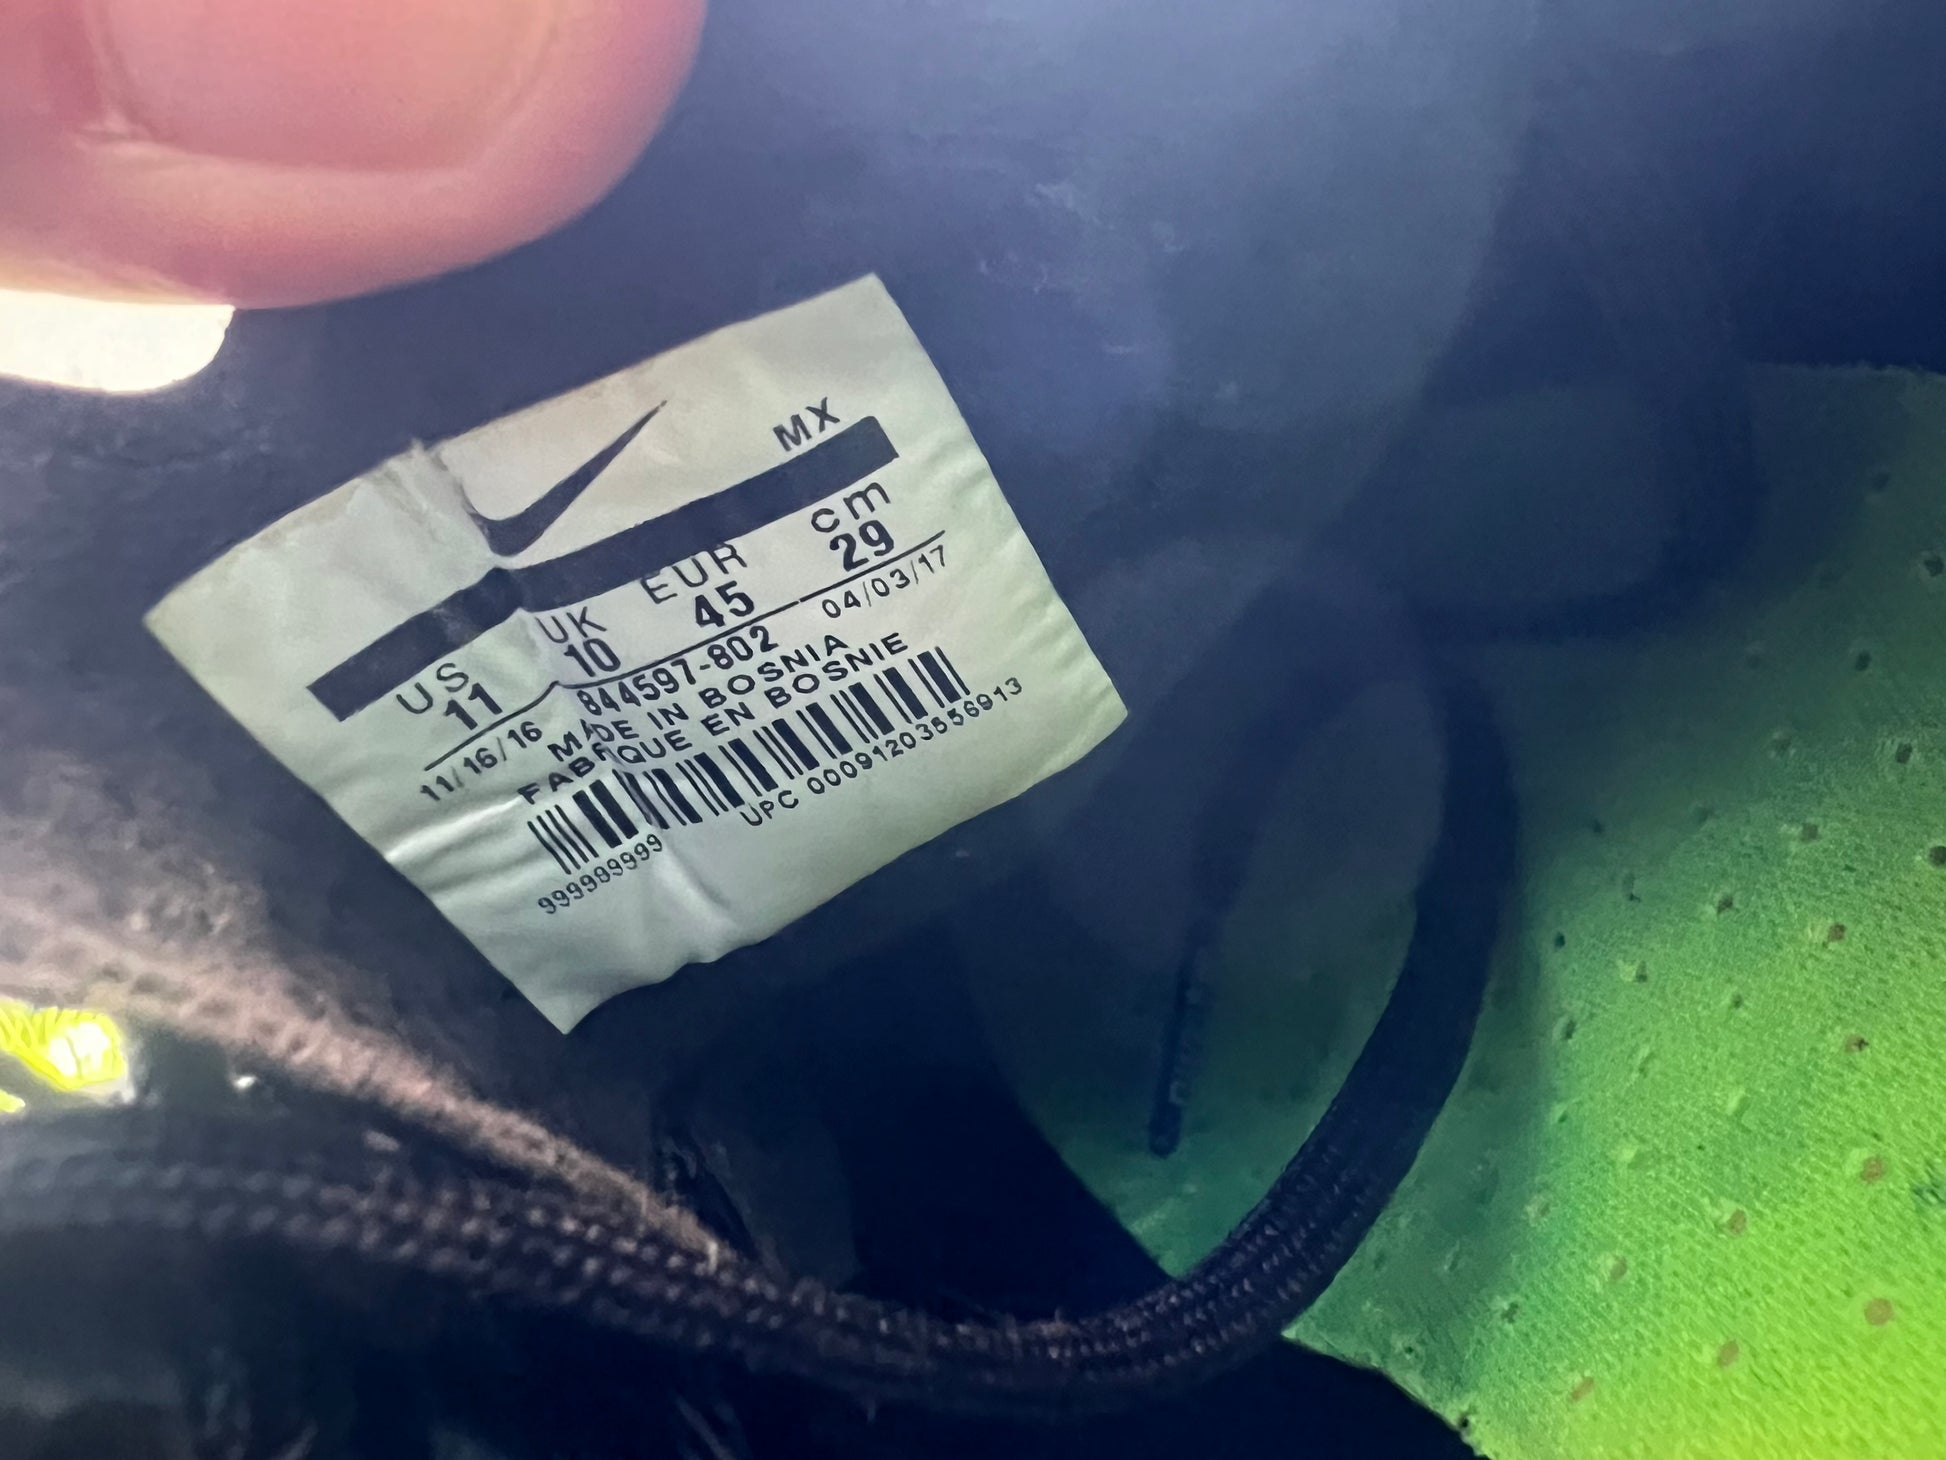 MX
US UK EUR cm
11 10 45 29
11/16/16 844597-802 04/03/17
MADE IN BOSNIA
FABRIQUE EN BOSNIE
999989999 UPC 00091203556913